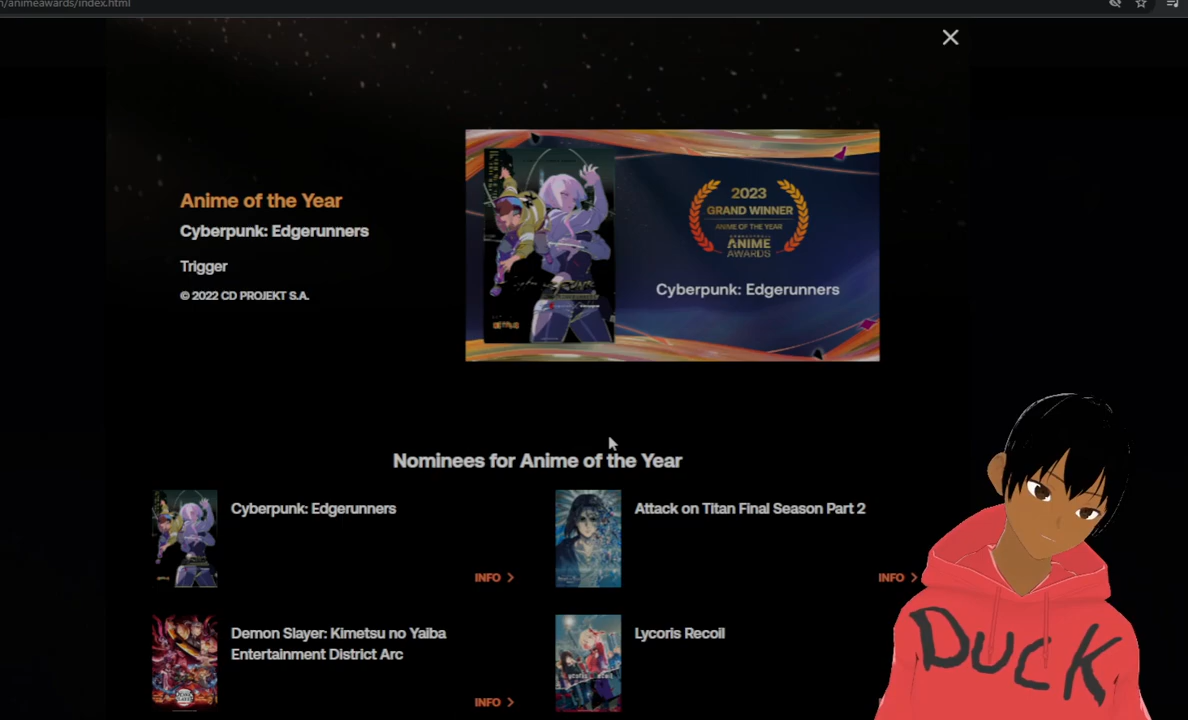 n/animeawards/index.html
Anime of the Year
Cyberpunk: Edgerunners
Trigger
© 2022 CD PROJEKT S.A.
2023
GRAND WINNER
ANIME OF THE YEAR
ANIME
AWARDS
Cyberpunk: Edgerunners
Nominees for Anime of the Year
Cyberpunk: Edgerunners
INFO >
Attack on Titan Final Season Part 2
INFO >
Demon Slayer: Kimetsu no Yaiba
Entertainment District Arc
INFO >
Lycoris Recoil
DUCK